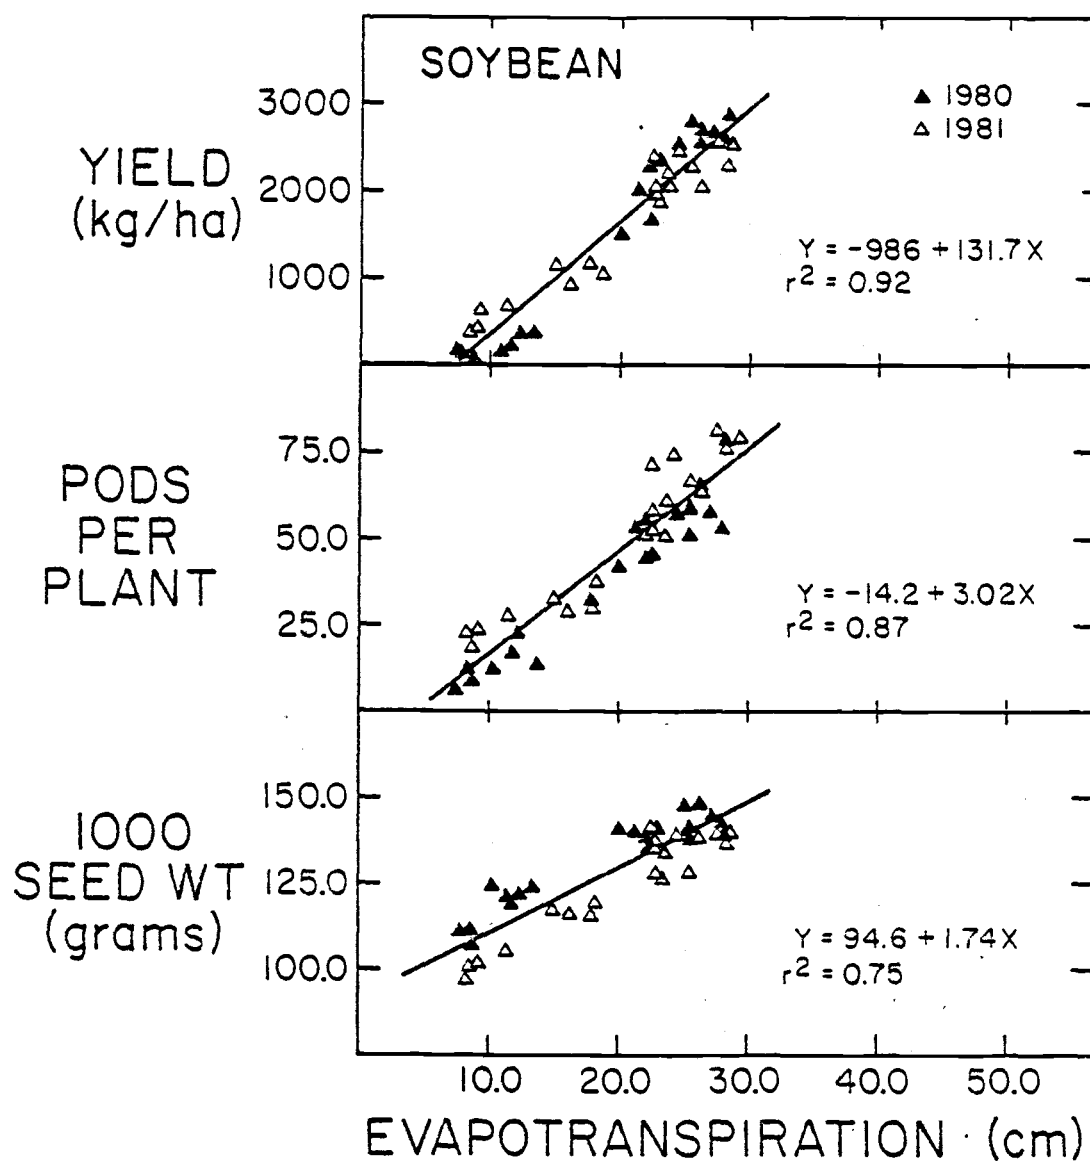 SOYBEAN
▲ 1980
△ 1981
3000
2000
1000
YIELD
(kg/ha)
Y = -986 + 131.7X
r² = 0.92
75.0
50.0
25.0
PODS
PER
PLANT
Y = -14.2 + 3.02X
r² = 0.87
150.0
125.0
100.0
1000
SEED WT
(grams)
Y = 94.6 + 1.74X
r² = 0.75
10.0 20.0 30.0 40.0 50.0
EVAPOTRANSPIRATION (cm)